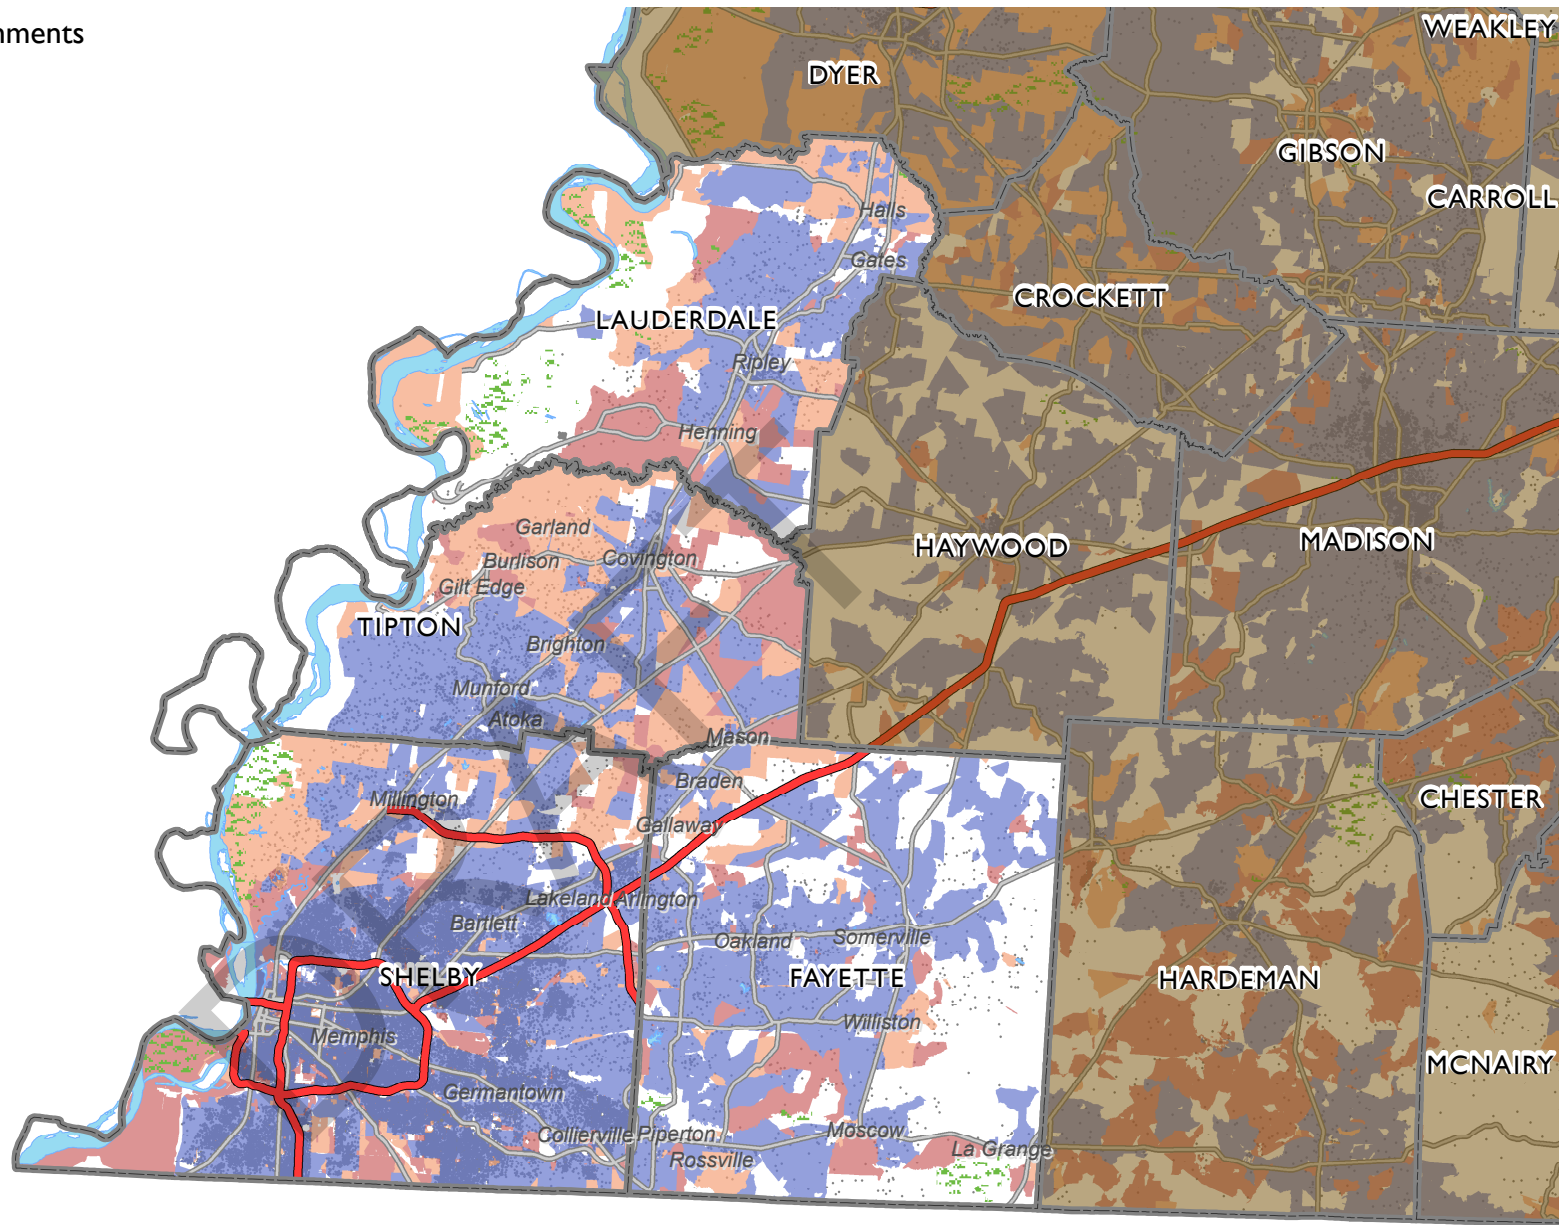 nments
WEAKLEY
DYER
GIBSON
CARROLL
Halls
Gates
CROCKETT
LAUDERDALE
Ripley
Henning
Garland
Covington
Burlison
Gilt Edge
HAYWOOD
MADISON
TIPTON
Brighton
Munford
Atoka
Mason
Braden
Millington
Gallaway
CHESTER
Lakeland
Arlington
Bartlett
Oakland
Somerville
SHELBY
FAYETTE
HARDEMAN
Williston
Memphis
MCNAIRY
Germantown
Collierville
Piperton
Moscow
Rossville
La Grange
DRAFT